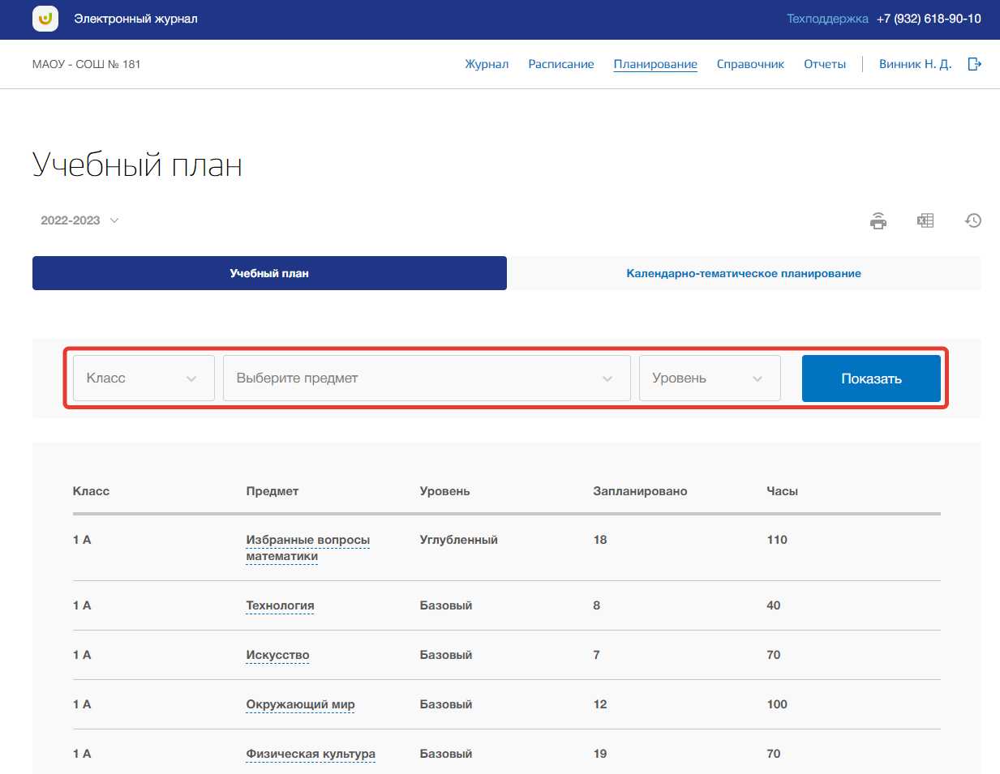 Электронный журнал
Техподдержка +7 (932) 618-90-10
МАОУ - СОШ № 181
Журнал Расписание Планирование Справочник Отчеты Винник Н. Д.
Учебный план
2022-2023
Учебный план Календарно-тематическое планирование
Класс Выберите предмет Уровень Показать
Класс Предмет Уровень Запланировано Часы
1 А Избранные вопросы Углубленный 18 110
математики
1 А Технология Базовый 8 40
1 А Искусство Базовый 7 70
1 А Окружающий мир Базовый 12 100
1 А Физическая культура Базовый 19 70